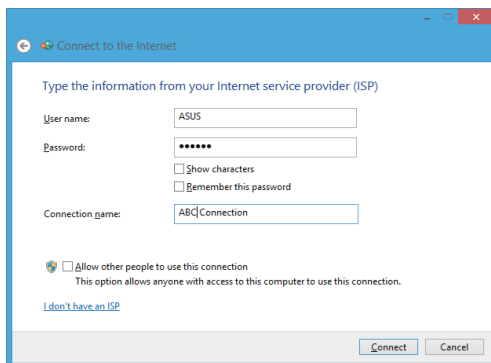 Connect to the Internet
Type the information from your Internet service provider (ISP)
User name: ASUS
Password: ••••••
Show characters
Remember this password
Connection name: ABC Connection
Allow other people to use this connection
This option allows anyone with access to this computer to use this connection.
I don't have an ISP
Connect Cancel